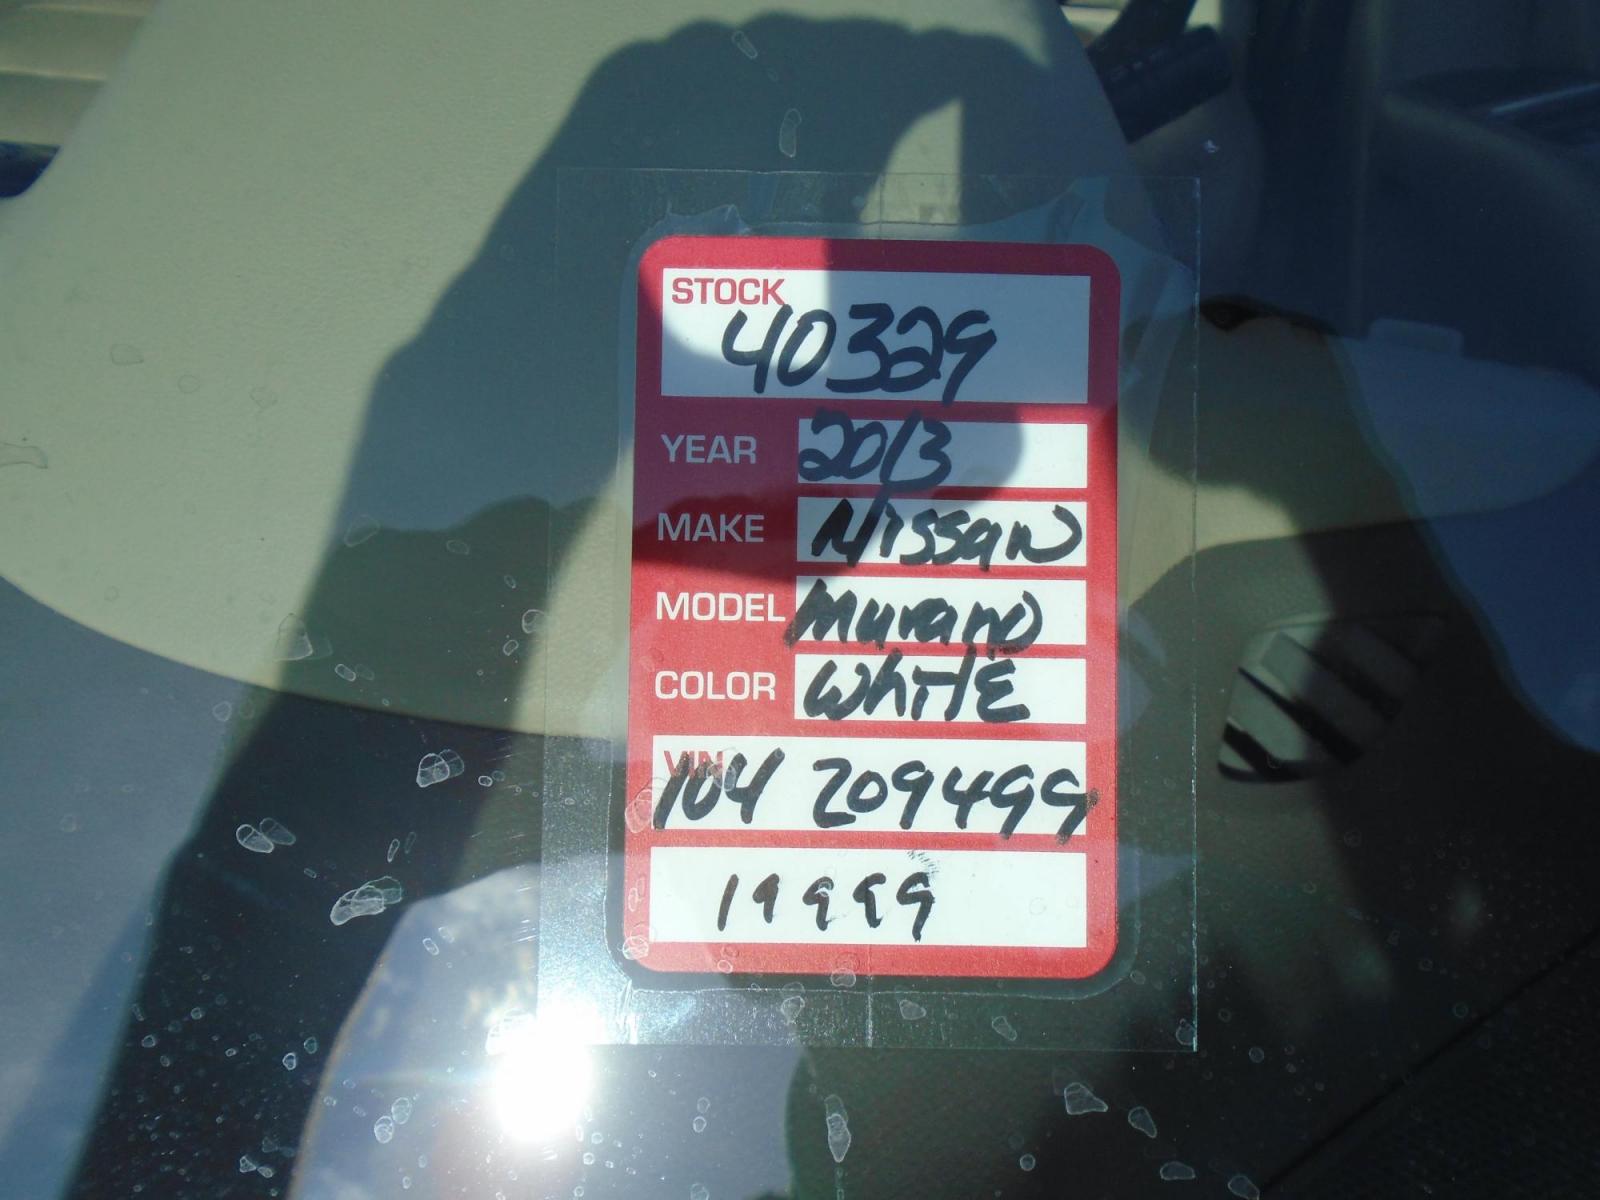 STOCK
40329
YEAR 2013
MAKE Nissan
MODEL Murano
COLOR WhITE
VIN
104 209499
19999